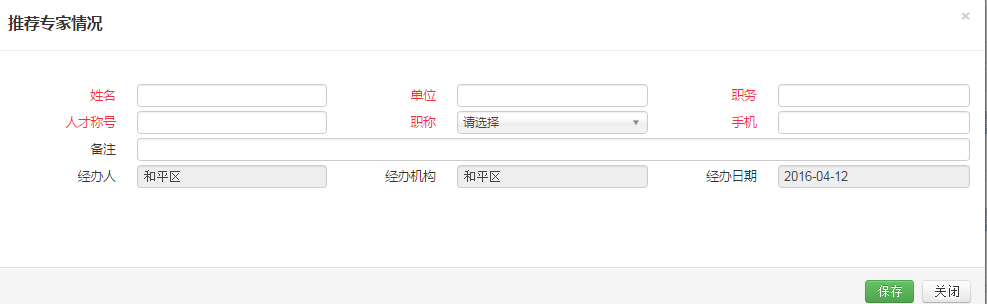 推荐专家情况 ×
姓名 单位 职务
人才称号 职称 请选择 手机
备注
经办人 和平区 经办机构 和平区 经办日期 2016-04-12
保存 关闭